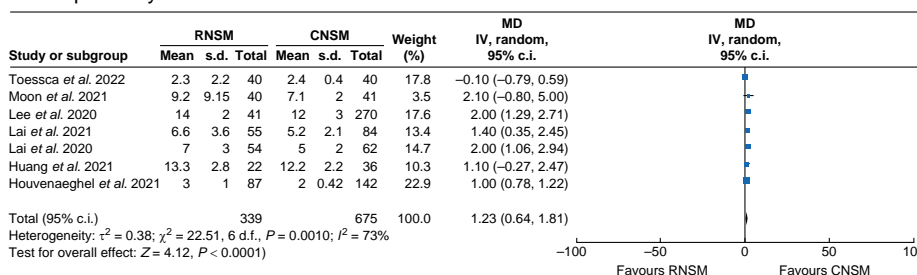 RNSM CNSM Weight MD MD
Study or subgroup Mean s.d. Total Mean s.d. Total (%) IV, random, 95% c.i. IV, random, 95% c.i.
Toessca et al. 2022 2.3 2.2 40 2.4 0.4 40 17.8 –0.10 (–0.79, 0.59)
Moon et al. 2021 9.2 9.15 40 7.1 2 41 3.5 2.10 (–0.80, 5.00)
Lee et al. 2020 14 2 41 12 3 270 17.6 2.00 (1.29, 2.71)
Lai et al. 2021 6.6 3.6 55 5.2 2.1 84 13.4 1.40 (0.35, 2.45)
Lai et al. 2020 7 3 54 5 2 62 14.7 2.00 (1.06, 2.94)
Huang et al. 2021 13.3 2.8 22 12.2 2.2 36 10.3 1.10 (–0.27, 2.47)
Houvenaeghel et al. 2021 3 1 87 2 0.42 142 22.9 1.00 (0.78, 1.22)
Total (95% c.i.) 339 675 100.0 1.23 (0.64, 1.81)
Heterogeneity: τ² = 0.38; χ² = 22.51, 6 d.f., P = 0.0010; I² = 73%
Test for overall effect: Z = 4.12, P < 0.0001)
–100 –50 0 50 100
Favours RNSM Favours CNSM